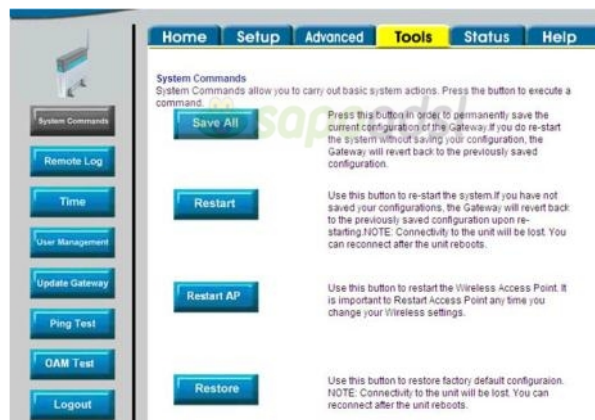 Home Setup Advanced Tools Status Help
System Commands
System Commands allow you to carry out basic system actions. Press the button to execute a
command.
System Commands
Remote Log
Time
User Management
Update Gateway
Ping Test
OAM Test
Logout
Save All
Press this button in order to permanently save the
current configuration of the Gateway.If you do re-start
the system without saving your configuration, the
Gateway will revert back to the previously saved
configuration.
Restart
Use this button to re-start the system.If you have not
saved your configurations, the Gateway will revert back
to the previously saved configuration upon re-
starting.NOTE: Connectivity to the unit will be lost. You
can reconnect after the unit reboots.
Restart AP
Use this button to restart the Wireless Access Point. It
is important to Restart Access Point any time you
change your Wireless settings.
Restore
Use this button to restore factory default configuraion.
NOTE: Connectivity to the unit will be lost. You can
reconnect after the unit reboots.